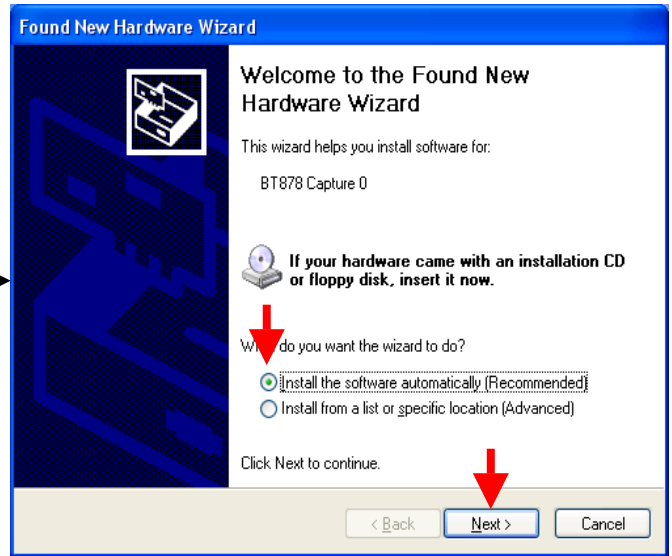 Found New Hardware Wizard
Welcome to the Found New
Hardware Wizard
This wizard helps you install software for:
BT878 Capture 0
If your hardware came with an installation CD
or floppy disk, insert it now.
do you want the wizard to do?
Install the software automatically (Recommended)
Install from a list or specific location (Advanced)
Click Next to continue.
< Back Next > Cancel